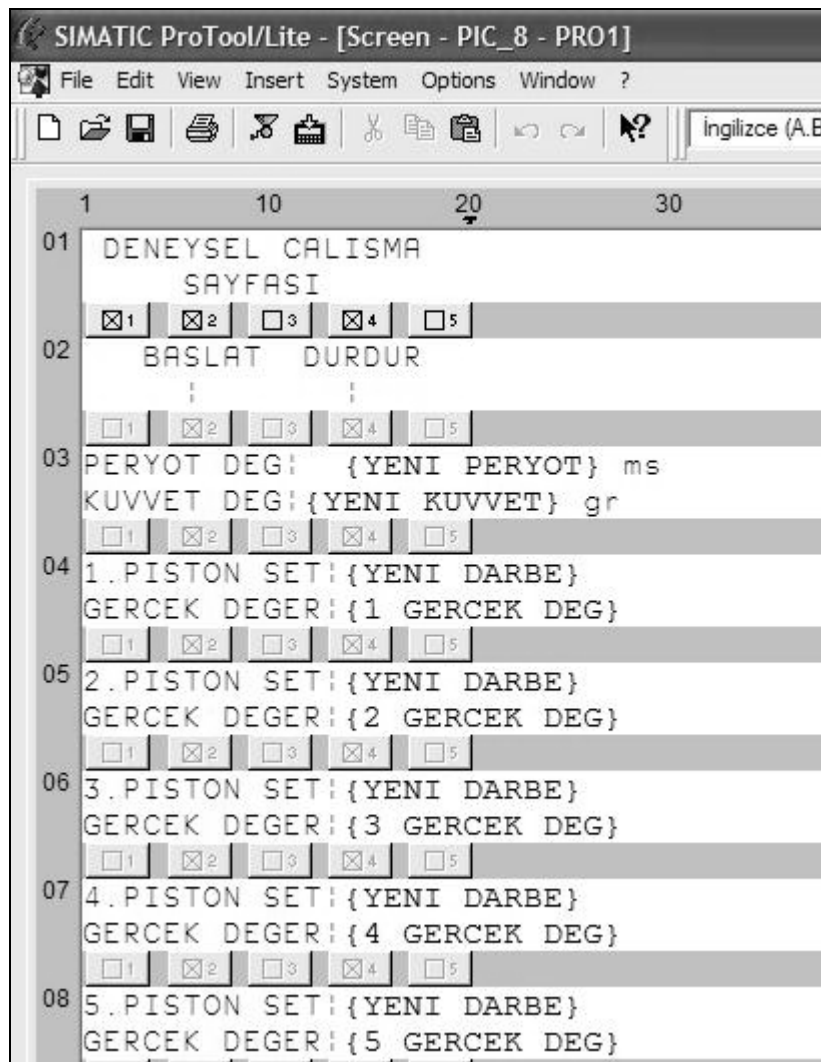 SIMATIC ProTool/Lite - [Screen - PIC_8 - PRO1]
File Edit View Insert System Options Window ?
İngilizce (A.B
1 10 20 30
01 DENEYSEL CALISMA
SAYFASI
1 2 3 4 5
02 BASLAT DURDUR
¦ ¦
1 2 3 4 5
03 PERYOT DEG¦ {YENI PERYOT} ms
KUVVET DEG¦{YENI KUVVET} gr
1 2 3 4 5
04 1.PISTON SET¦{YENI DARBE}
GERCEK DEGER¦{1 GERCEK DEG}
1 2 3 4 5
05 2.PISTON SET¦{YENI DARBE}
GERCEK DEGER¦{2 GERCEK DEG}
1 2 3 4 5
06 3.PISTON SET¦{YENI DARBE}
GERCEK DEGER¦{3 GERCEK DEG}
1 2 3 4 5
07 4.PISTON SET¦{YENI DARBE}
GERCEK DEGER¦{4 GERCEK DEG}
1 2 3 4 5
08 5.PISTON SET¦{YENI DARBE}
GERCEK DEGER¦{5 GERCEK DEG}